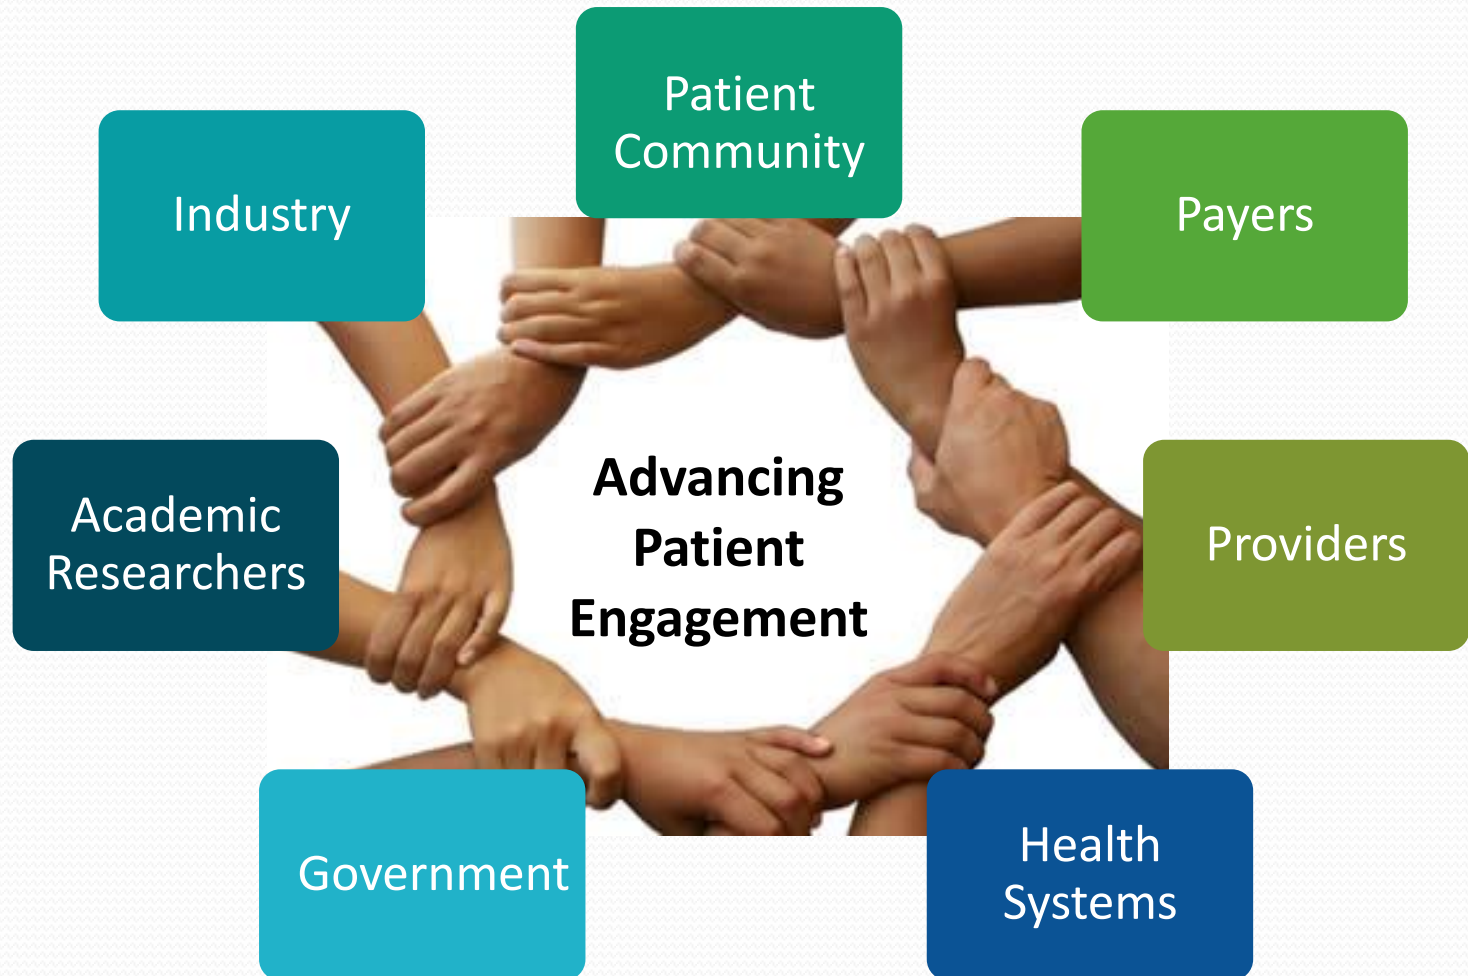 Patient
Community
Industry
Payers
Advancing
Patient
Engagement
Academic
Researchers
Providers
Government
Health
Systems